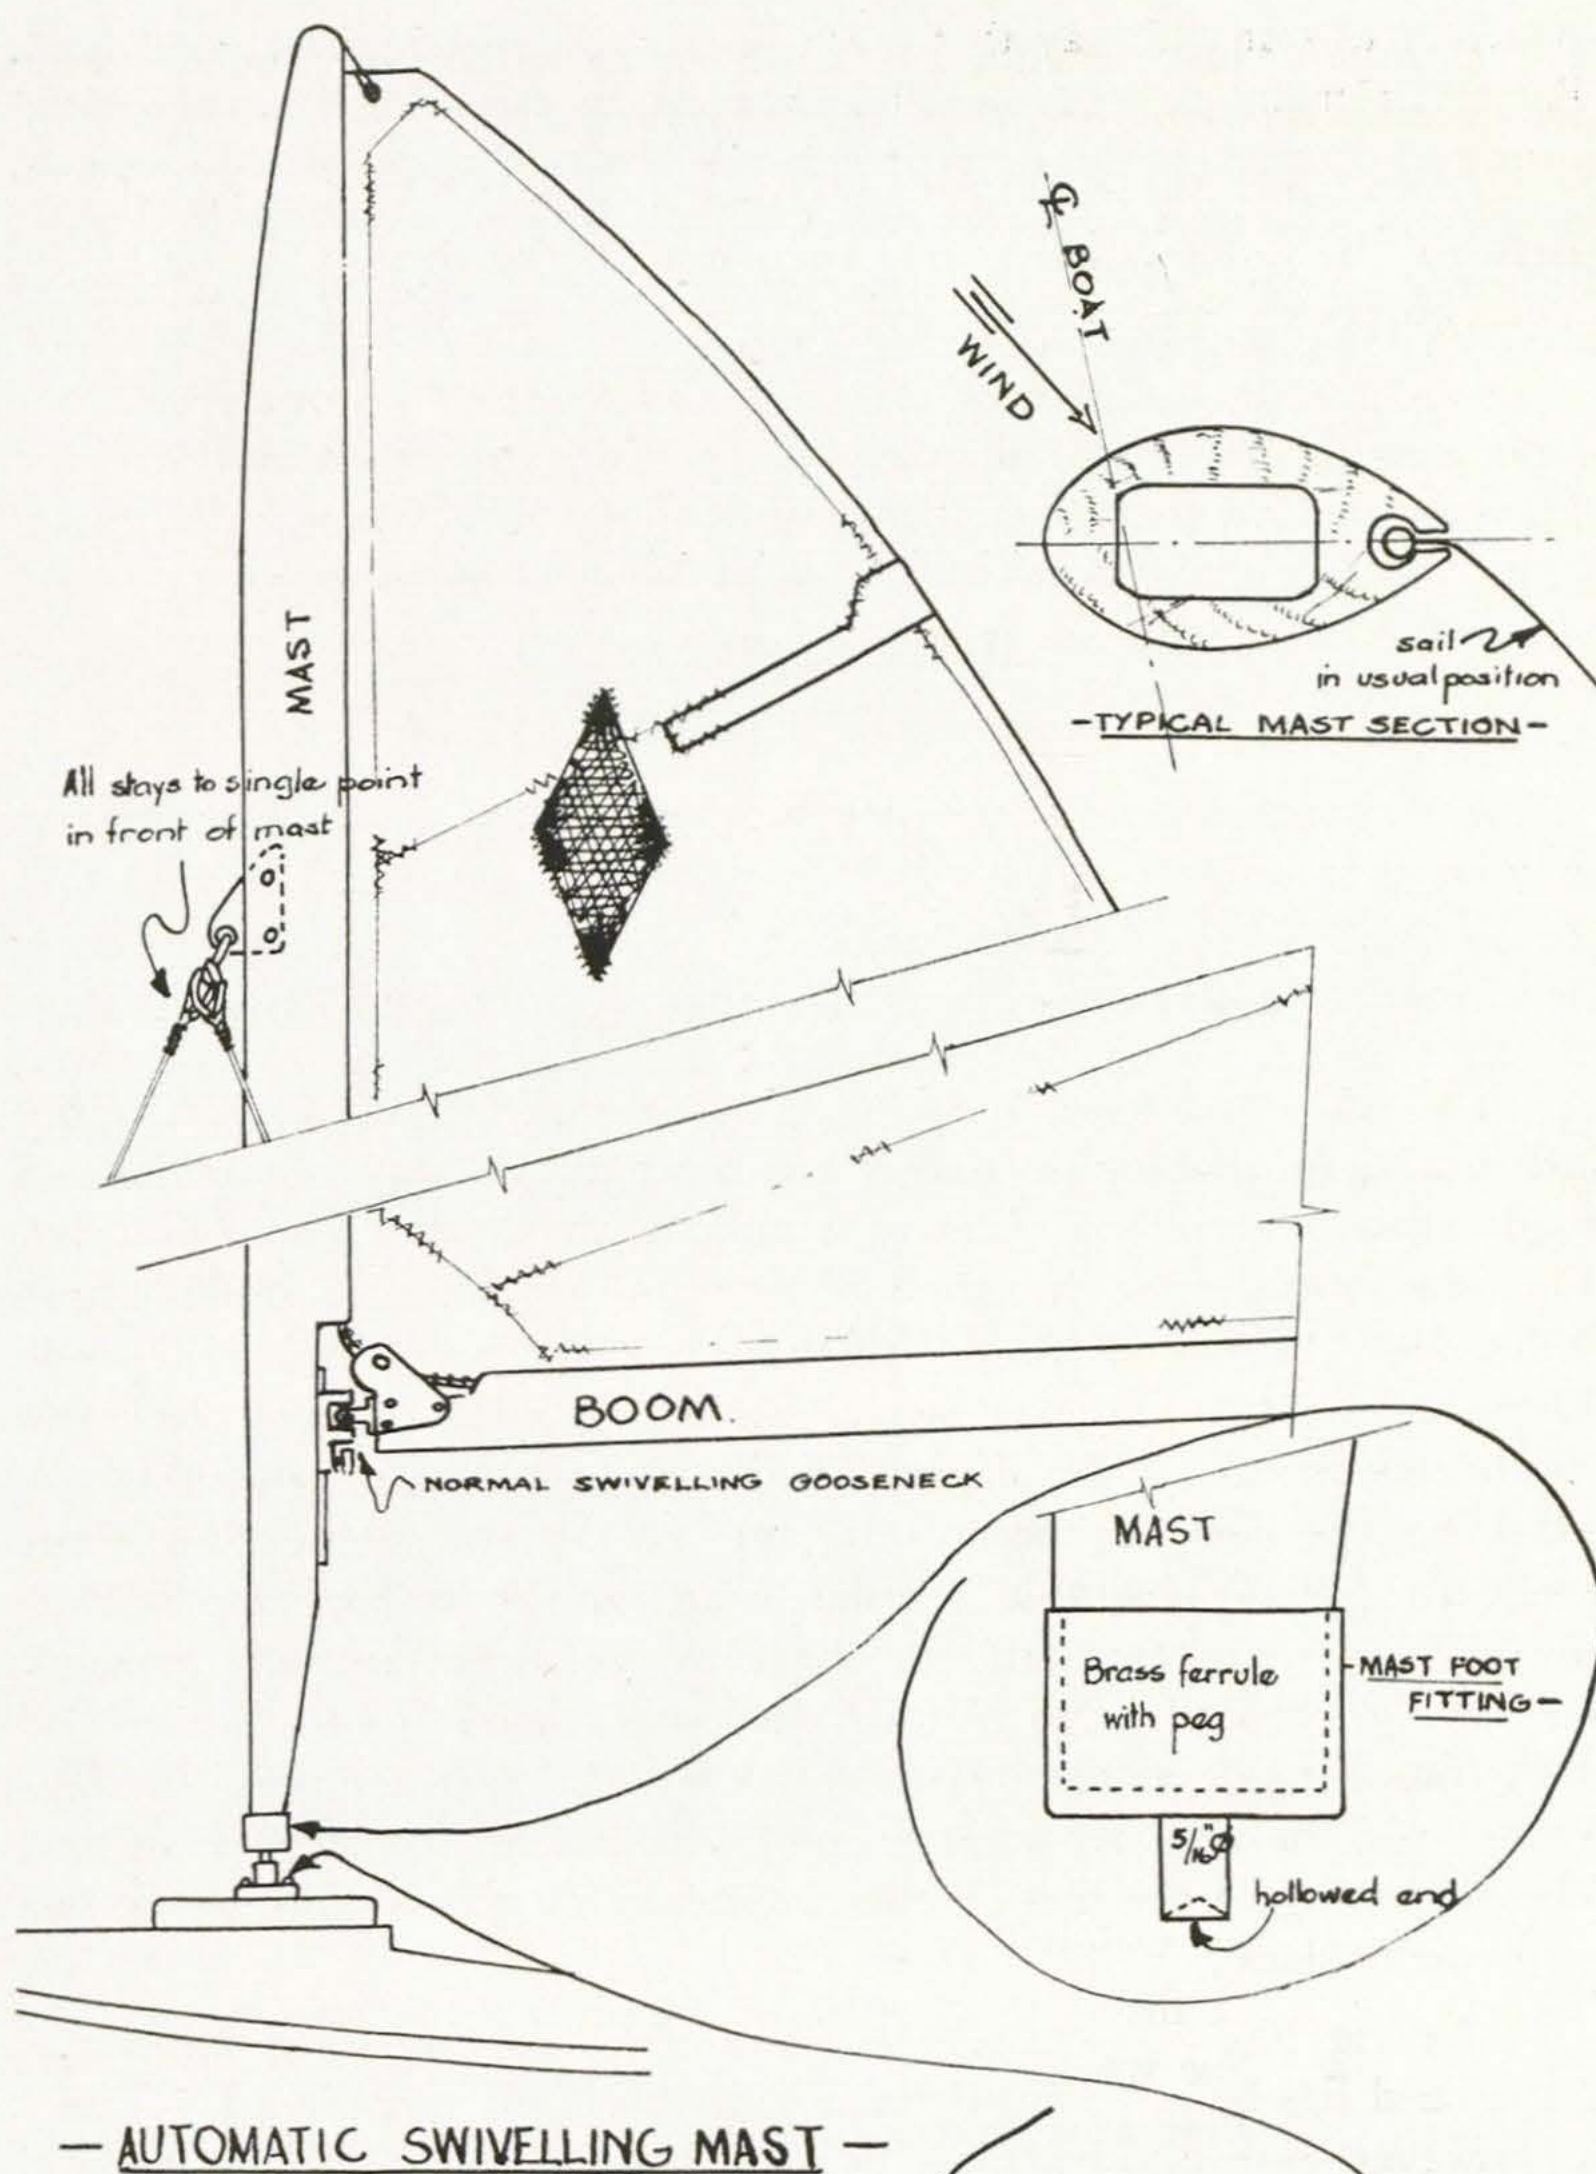 ℄ BOAT
WIND
MAST
sail
in usual position
- TYPICAL MAST SECTION -
All stays to single point
in front of mast
BOOM.
NORMAL SWIVELLING GOOSENECK
MAST
Brass ferrule
with peg
- MAST FOOT
FITTING -
5/16"Ø
hollowed end
- AUTOMATIC SWIVELLING MAST -